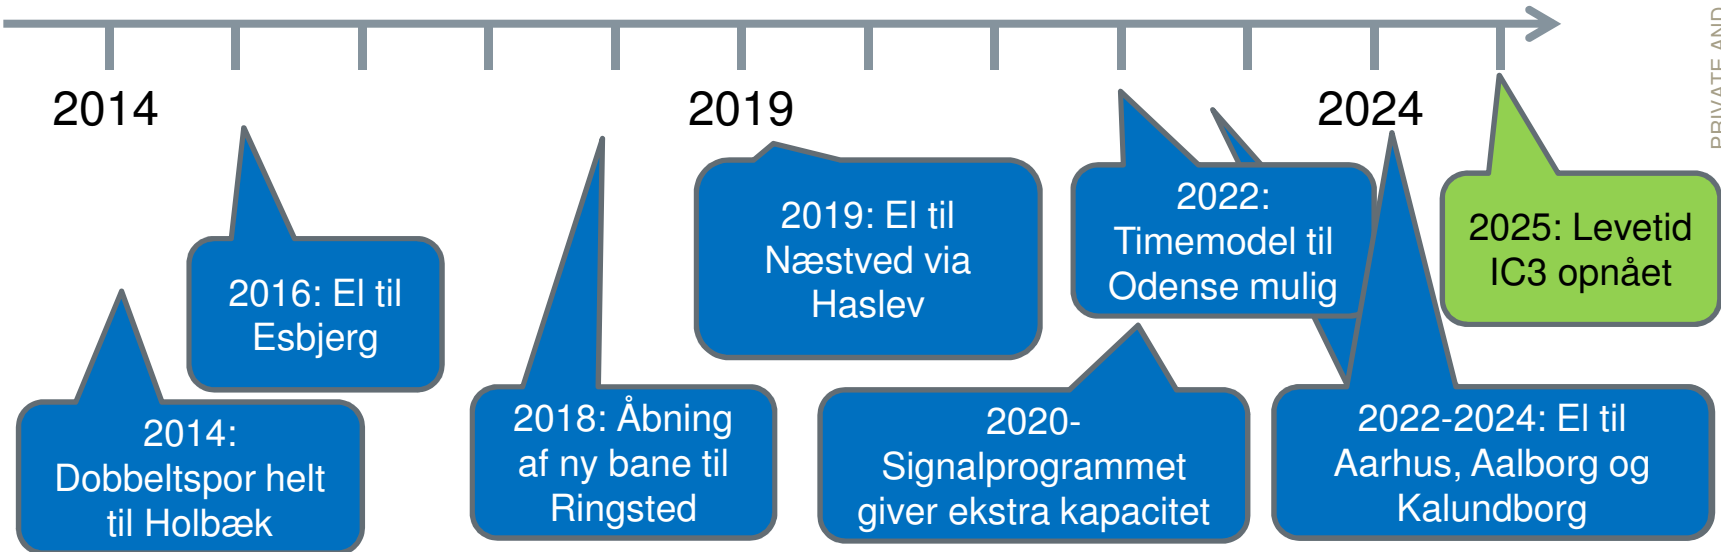 PRIVATE AND
2014
2019
2024
2014:
Dobbeltspor helt
til Holbæk
2016: El til
Esbjerg
2018: Åbning
af ny bane til
Ringsted
2019: El til
Næstved via
Haslev
2020-
Signalprogrammet
giver ekstra kapacitet
2022:
Timemodel til
Odense mulig
2022-2024: El til
Aarhus, Aalborg og
Kalundborg
2025: Levetid
IC3 opnået